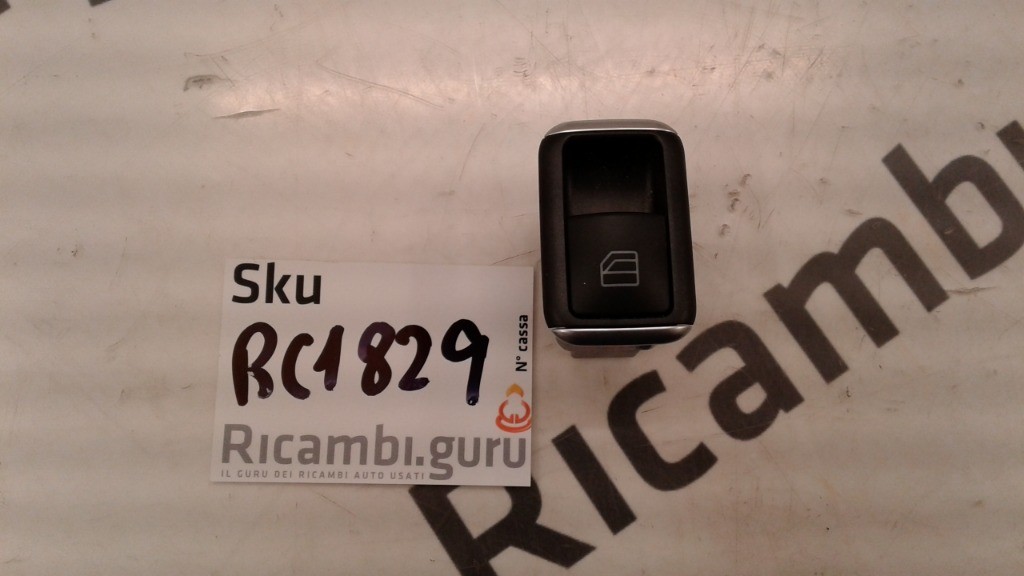 Sku
RC1829
N° cassa
Ricambi.guru
IL GURU DEI RICAMBI AUTO USATI
Ricambi